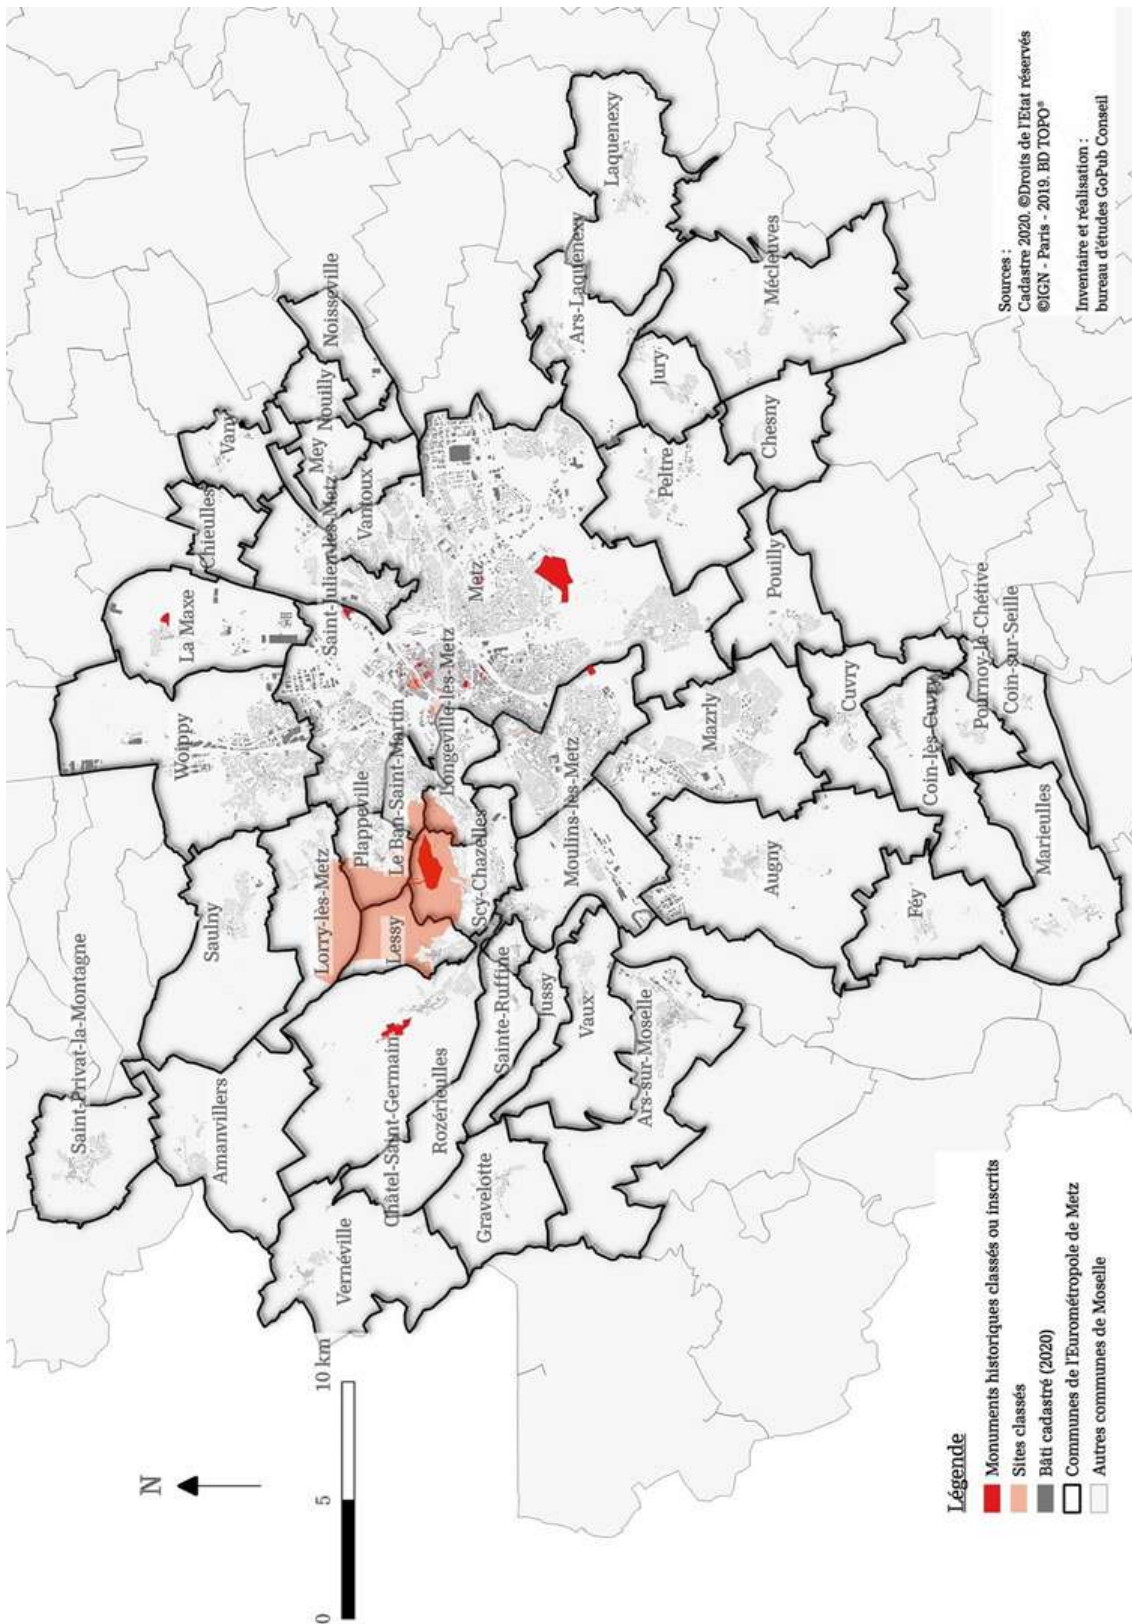 N
0
5
10 km
Saint-Privat-la-Montagne
Amanvillers
Saulny
Woippy
La Maxe
Chieulles
Vany
Vernéville
Châtel-Saint-Germain
Lorry-lès-Metz
Plappeville
Saint-Julien-lès-Metz
Mey
Nouilly
Noisseville
Vantoux
Lessy
Le Ban-Saint-Martin
Longeville-lès-Metz
Metz
Rozérieulles
Scy-Chazelles
Gravelotte
Sainte-Ruffine
Jussy
Vaux
Moulins-lès-Metz
Ars-Laquenexy
Laquenexy
Ars-sur-Moselle
Jury
Peltre
Mazrly
Augny
Pouilly
Chesny
Mécleuves
Cuvry
Féy
Coin-lès-Cuvry
Pournoy-la-Chétive
Coin-sur-Seille
Marieulles
Légende
Monuments historiques classés ou inscrits
Sites classés
Bâti cadastré (2020)
Communes de l'Eurométropole de Metz
Autres communes de Moselle
Sources :
Cadastre 2020. ©Droits de l'Etat réservés
©IGN - Paris - 2019. BD TOPO®
Inventaire et réalisation :
bureau d'études GoPub Conseil